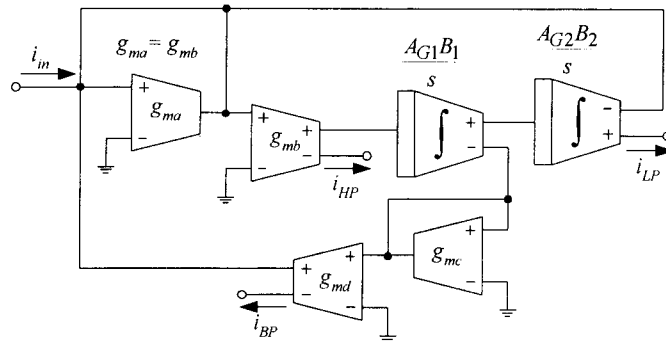 g_ma = g_mb
A_G1B_1
s
A_G2B_2
s
i_in
+
−
g_ma
+
−
g_mb
+
−
∫
+
−
∫
−
+
i_HP
i_LP
+
−
g_md
+
−
+
−
g_mc
i_BP